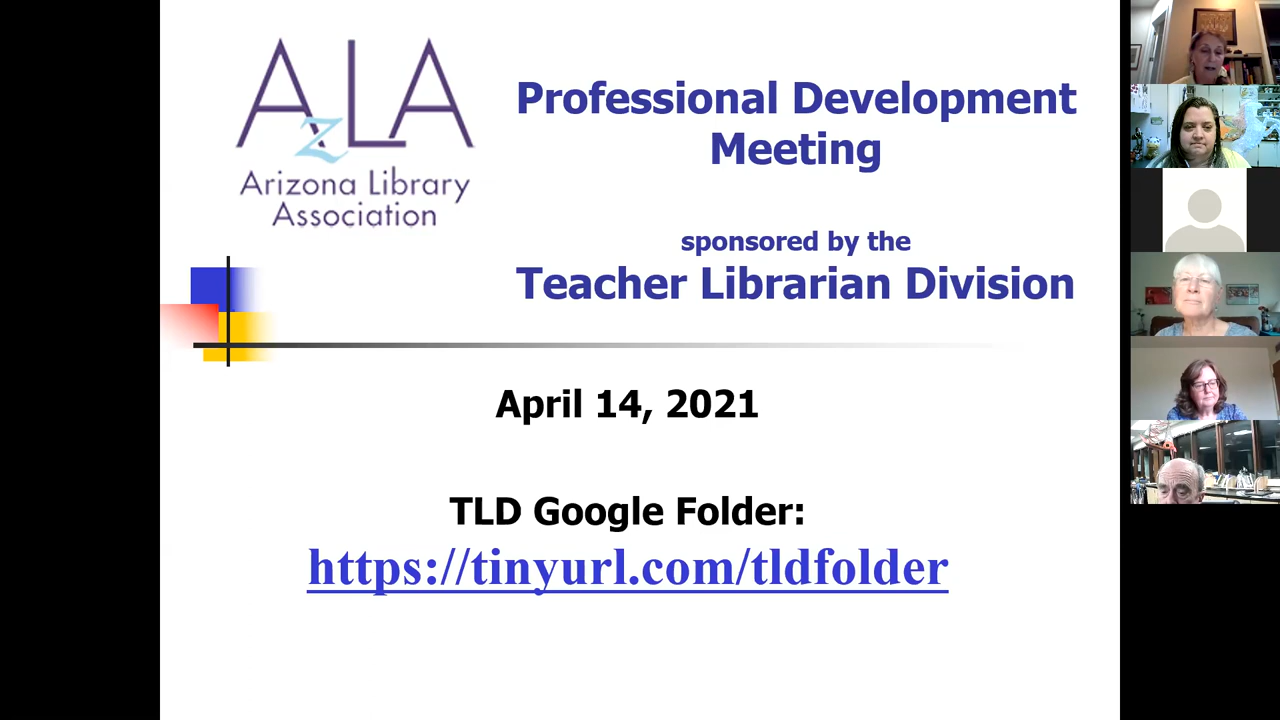 AzLA
Arizona Library
Association
Professional Development
Meeting
sponsored by the
Teacher Librarian Division
April 14, 2021
TLD Google Folder:
https://tinyurl.com/tldfolder